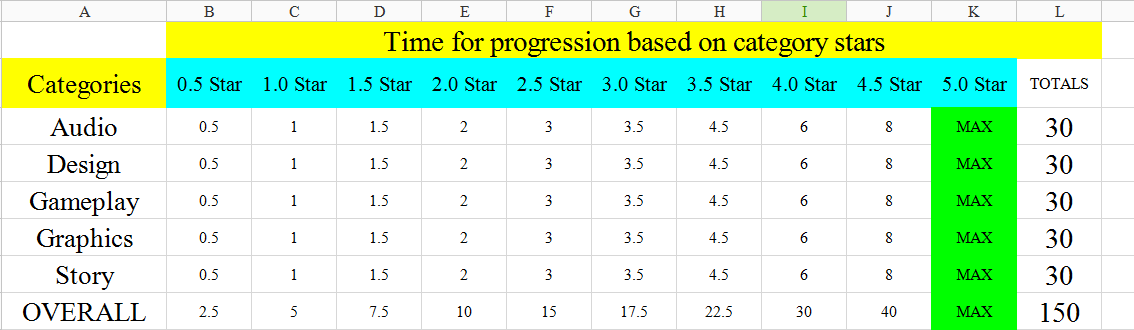 A B C D E F G H I J K L
Time for progression based on category stars
Categories 0.5 Star 1.0 Star 1.5 Star 2.0 Star 2.5 Star 3.0 Star 3.5 Star 4.0 Star 4.5 Star 5.0 Star TOTALS
Audio 0.5 1 1.5 2 3 3.5 4.5 6 8 MAX 30
Design 0.5 1 1.5 2 3 3.5 4.5 6 8 MAX 30
Gameplay 0.5 1 1.5 2 3 3.5 4.5 6 8 MAX 30
Graphics 0.5 1 1.5 2 3 3.5 4.5 6 8 MAX 30
Story 0.5 1 1.5 2 3 3.5 4.5 6 8 MAX 30
OVERALL 2.5 5 7.5 10 15 17.5 22.5 30 40 MAX 150